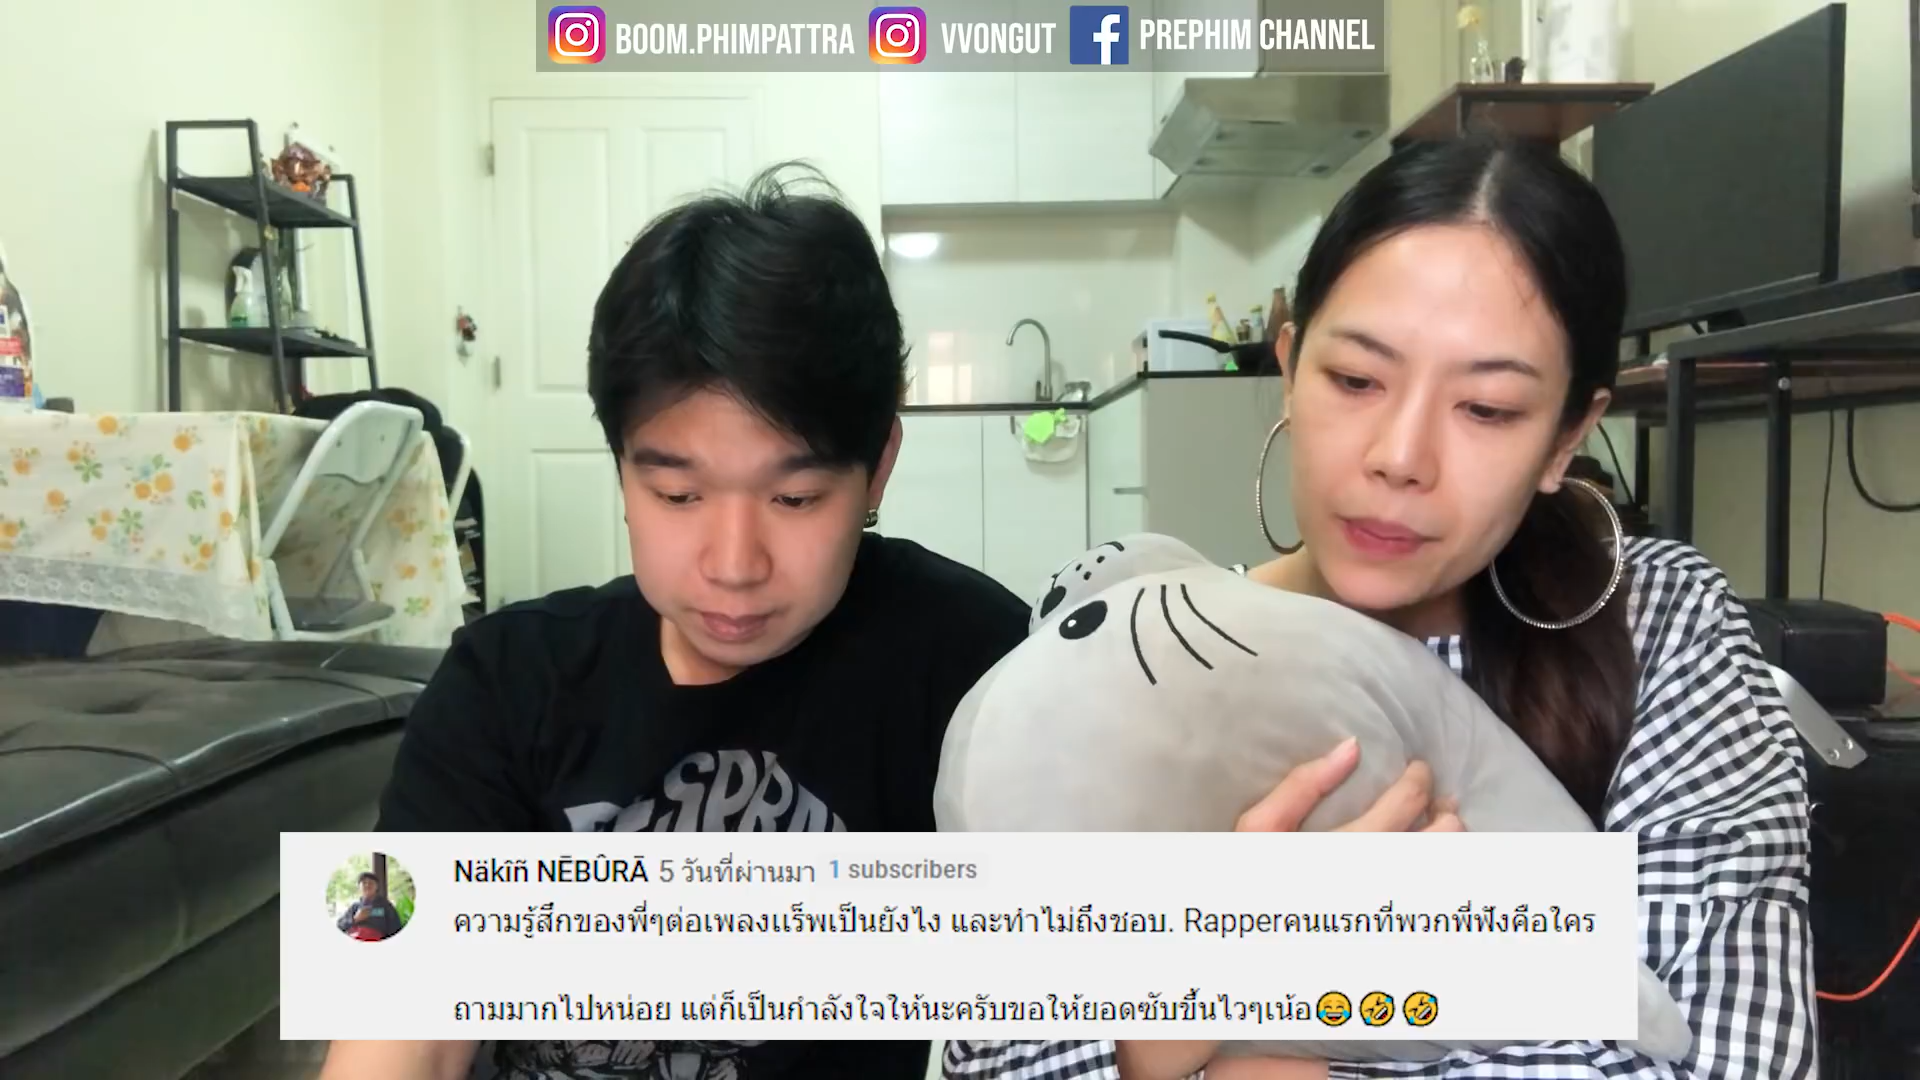 BOOM.PHIMPATTRA VVONGUT PREPHIM CHANNEL
Näkîñ NĒBÛRĀ 5 วันที่ผ่านมา 1 subscribers
ความรู้สึกของพี่ๆต่อเพลงแร็พเป็นยังไง และทำไม่ถึงชอบ. Rapperคนแรกที่พวกพี่ฟังคือใคร
ถามมากไปหน่อย แต่ก็เป็นกำลังใจให้นะครับขอให้ยอดซับขึ้นไวๆเน้อ😂🤣🤣